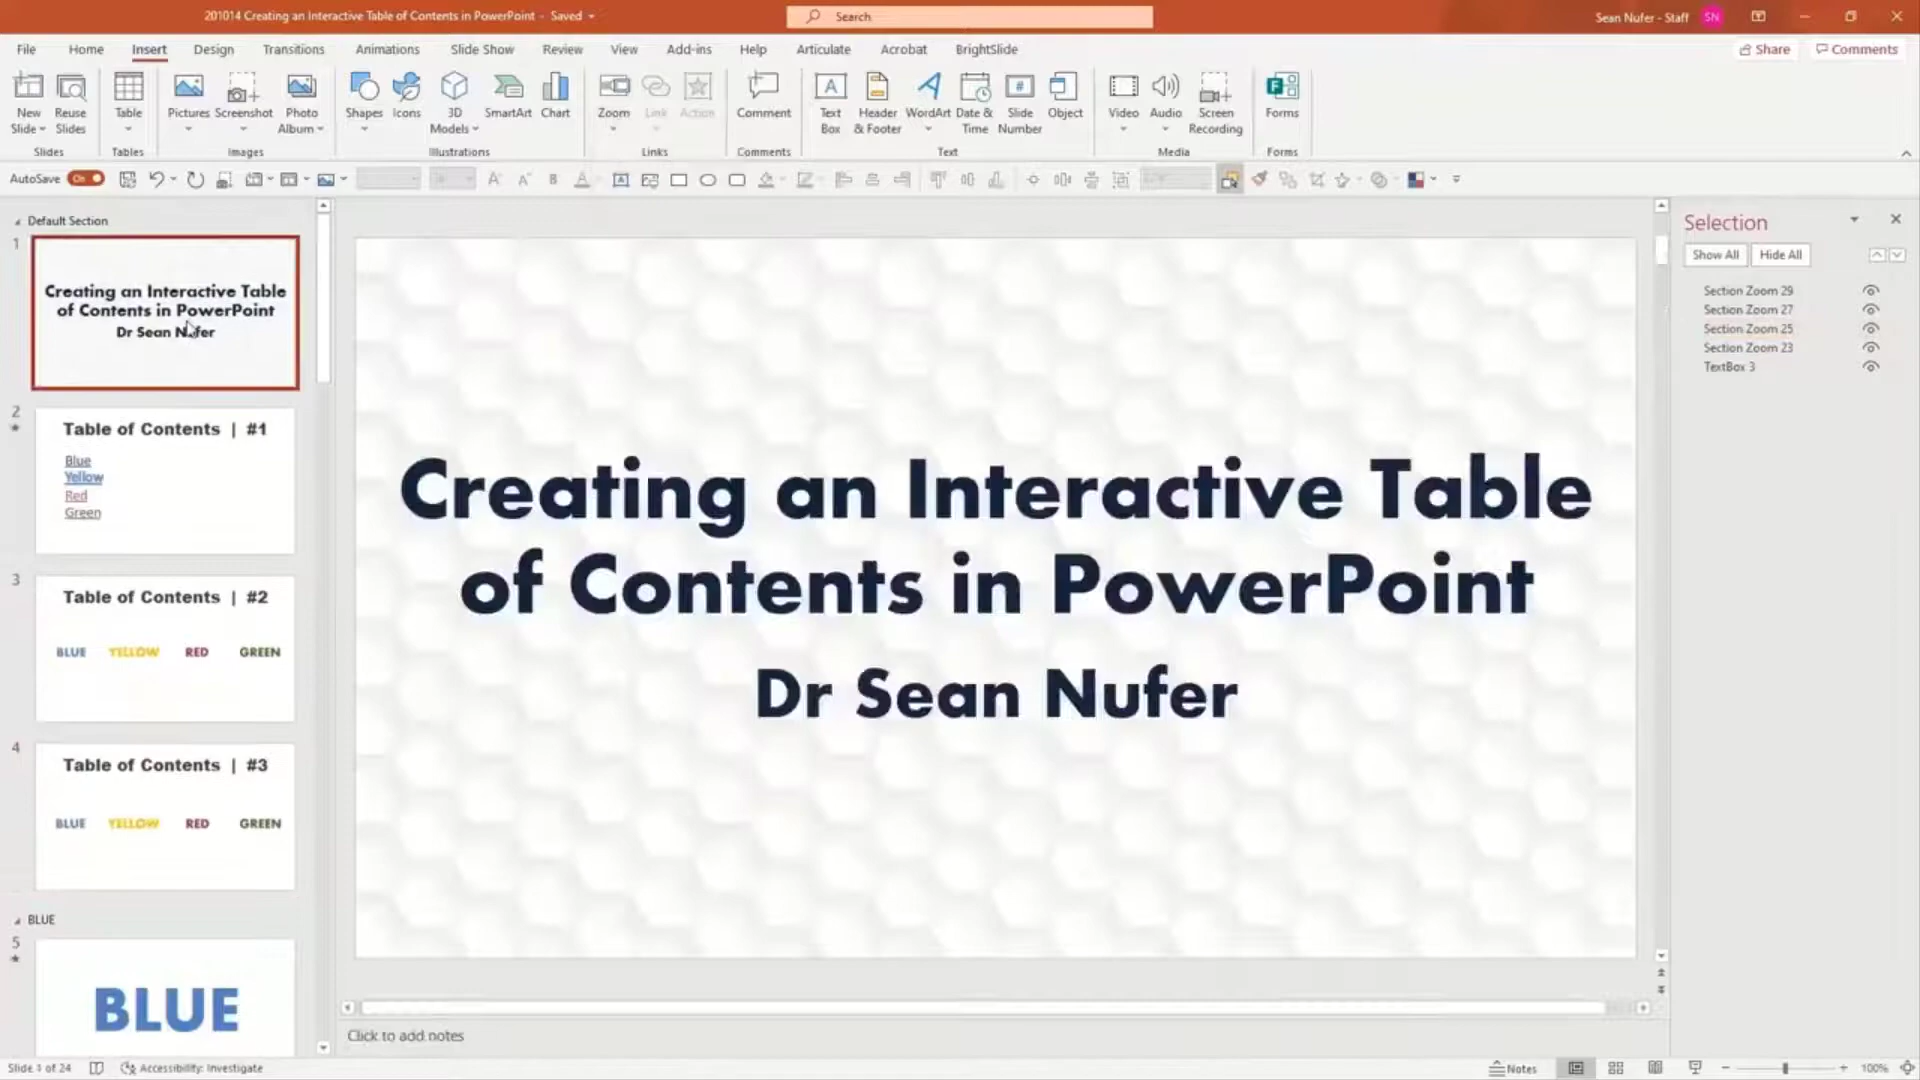 201014 Creating an Interactive Table of Contents in PowerPoint - Saved
Search
Sean Nufer - Staff SN
File Home Insert Design Transitions Animations Slide Show Review View Add-ins Help Articulate Acrobat BrightSlide
Share Comments
New Slide
Reuse Slides
Table
Pictures
Screenshot
Photo Album
Shapes
Icons
3D Models
SmartArt
Chart
Zoom
Link
Action
Comment
Text Box
Header & Footer
WordArt
Date & Time
Slide Number
Object
Video
Audio
Screen Recording
Forms
Slides Tables Images Illustrations Links Comments Text Media Forms
AutoSave On
Default Section
1
Creating an Interactive Table
of Contents in PowerPoint
Dr Sean Nufer
2
Table of Contents | #1
Blue
Yellow
Red
Green
3
Table of Contents | #2
BLUE YELLOW RED GREEN
4
Table of Contents | #3
BLUE YELLOW RED GREEN
BLUE
5
BLUE
Creating an Interactive Table
of Contents in PowerPoint
Dr Sean Nufer
Click to add notes
Selection
Show All Hide All
Section Zoom 29
Section Zoom 27
Section Zoom 25
Section Zoom 23
TextBox 3
Slide 1 of 24 Accessibility: Investigate
Notes 100%